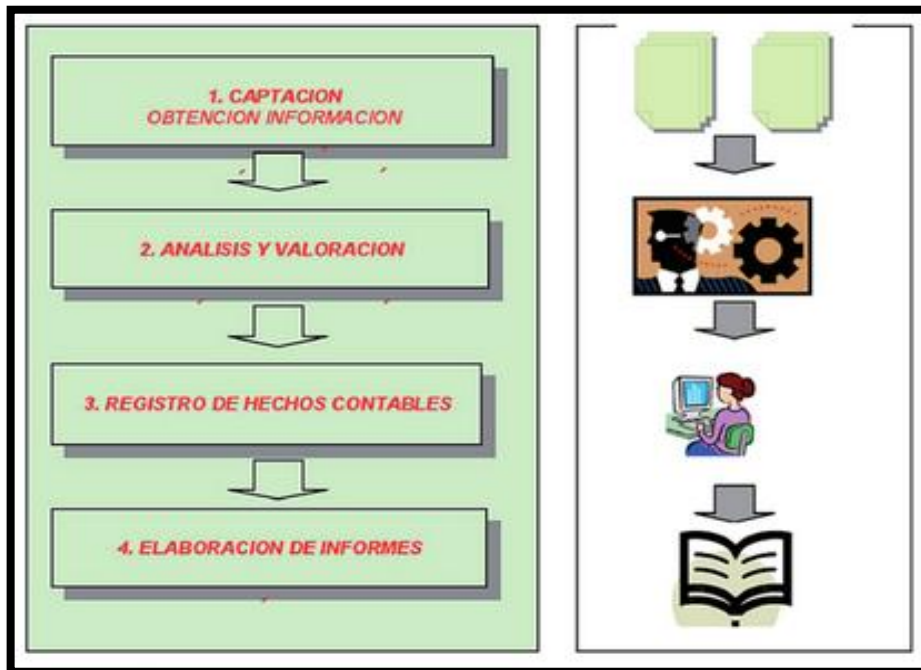 1. CAPTACION
OBTENCION INFORMACION
2. ANALISIS Y VALORACION
3. REGISTRO DE HECHOS CONTABLES
4. ELABORACION DE INFORMES